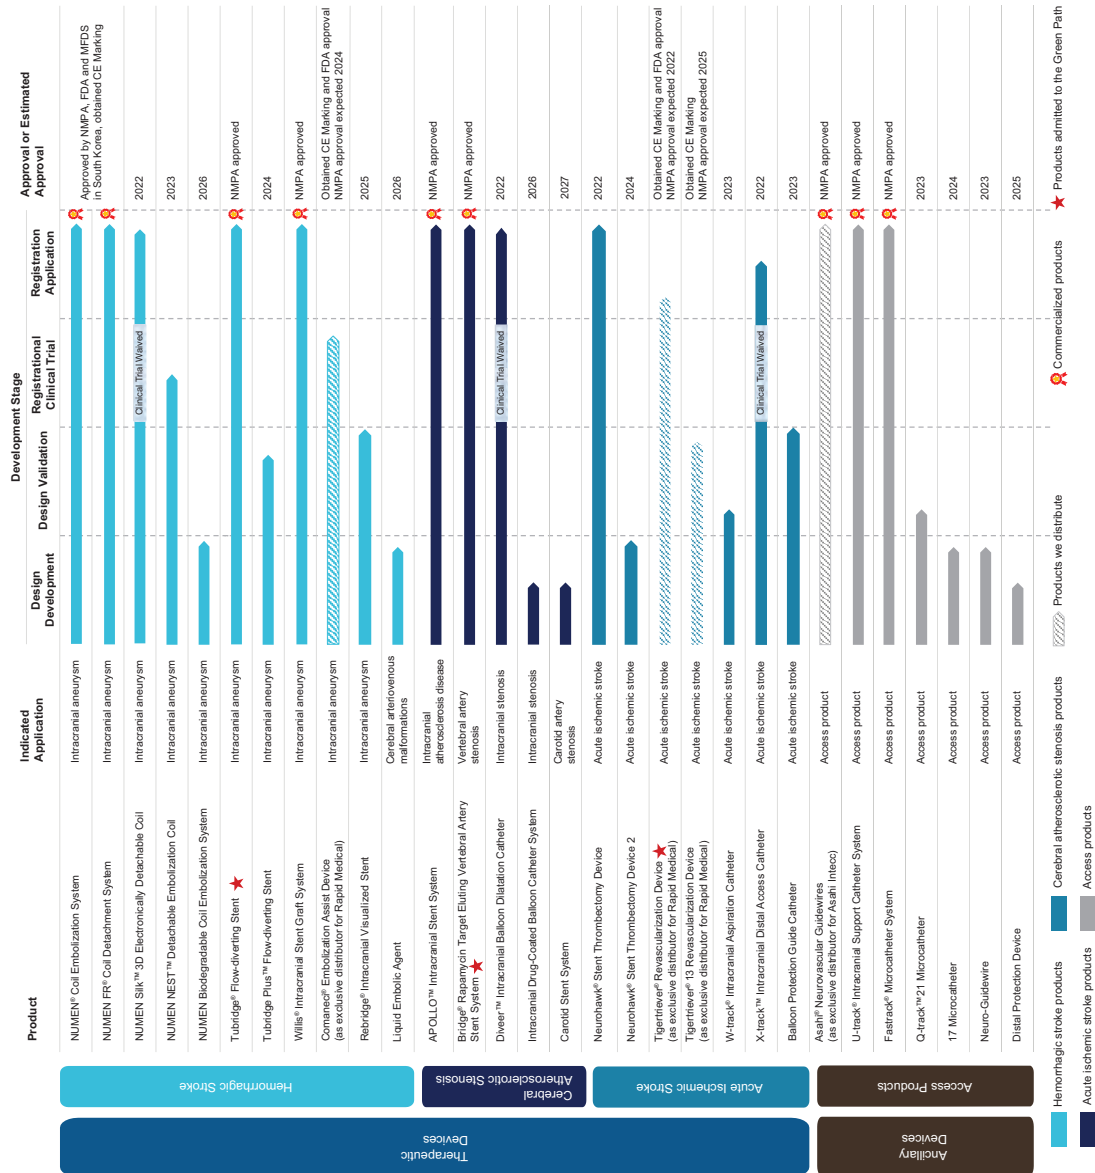 Product
Indicated
Application
Development Stage
Design
Development
Design Validation
Registrational
Clinical Trial
Registration
Application
Approval or Estimated
Approval
Therapeutic
Devices
Hemorrhagic Stroke
NUMEN® Coil Embolization System
Intracranial aneurysm
Approved by NMPA, FDA and MFDS
in South Korea, obtained CE Marking
NUMEN FR® Coil Detachment System
Intracranial aneurysm
NUMEN Silk™ 3D Electronically Detachable Coil
Intracranial aneurysm
Clinical Trial Waived
2022
NUMEN NEST™ Detachable Embolization Coil
Intracranial aneurysm
2023
NUMEN Biodegradable Coil Embolization System
Intracranial aneurysm
2026
Tubridge® Flow-diverting Stent
Intracranial aneurysm
NMPA approved
Tubridge Plus™ Flow-diverting Stent
Intracranial aneurysm
2024
Willis® Intracranial Stent Graft System
Intracranial aneurysm
NMPA approved
Comaneci® Embolization Assist Device
(as exclusive distributor for Rapid Medical)
Intracranial aneurysm
Obtained CE Marking and FDA approval
NMPA approval expected 2024
Rebridge® Intracranial Visualized Stent
Intracranial aneurysm
2025
Liquid Embolic Agent
Cerebral arteriovenous
malformations
2026
Cerebral
Atherosclerotic Stenosis
APOLLO™ Intracranial Stent System
Intracranial
atherosclerosis disease
NMPA approved
Bridge® Rapamycin Target Eluting Vertebral Artery
Stent System
Vertebral artery
stenosis
NMPA approved
Diveer™ Intracranial Balloon Dilatation Catheter
Intracranial stenosis
Clinical Trial Waived
2022
Intracranial Drug-Coated Balloon Catheter System
Intracranial stenosis
2026
Carolid Stent System
Carotid artery
stenosis
2027
Acute Ischemic Stroke
Neurohawk® Stent Thrombectomy Device
Acute ischemic stroke
2022
Neurohawk® Stent Thrombectomy Device 2
Acute ischemic stroke
2024
Tigertriever® Revascularization Device
(as exclusive distributor for Rapid Medical)
Acute ischemic stroke
Obtained CE Marking and FDA approval
NMPA approval expected 2022
Tigertriever® 13 Revascularization Device
(as exclusive distributor for Rapid Medical)
Acute ischemic stroke
Obtained CE Marking
NMPA approval expected 2025
W-track® Intracranial Aspiration Catheter
Acute ischemic stroke
2023
X-track™ Intracranial Distal Access Catheter
Acute ischemic stroke
Clinical Trial Waived
2022
Balloon Protection Guide Catheter
Acute ischemic stroke
2023
Ancillary
Devices
Access Products
Asahi® Neurovascular Guidewires
(as exclusive distributor for Asahi Intecc)
Access product
NMPA approved
U-track® Intracranial Support Catheter System
Access product
NMPA approved
Fastrack® Microcatheter System
Access product
NMPA approved
Q-track™ 21 Microcatheter
Access product
2023
17 Microcatheter
Access product
2024
Neuro-Guidewire
Access product
2023
Distal Protection Device
Access product
2025
Hemorrhagic stroke products
Cerebral atherosclerotic stenosis products
Products we distribute
Commercialized products
Products admitted to the Green Path
Acute ischemic stroke products
Access products